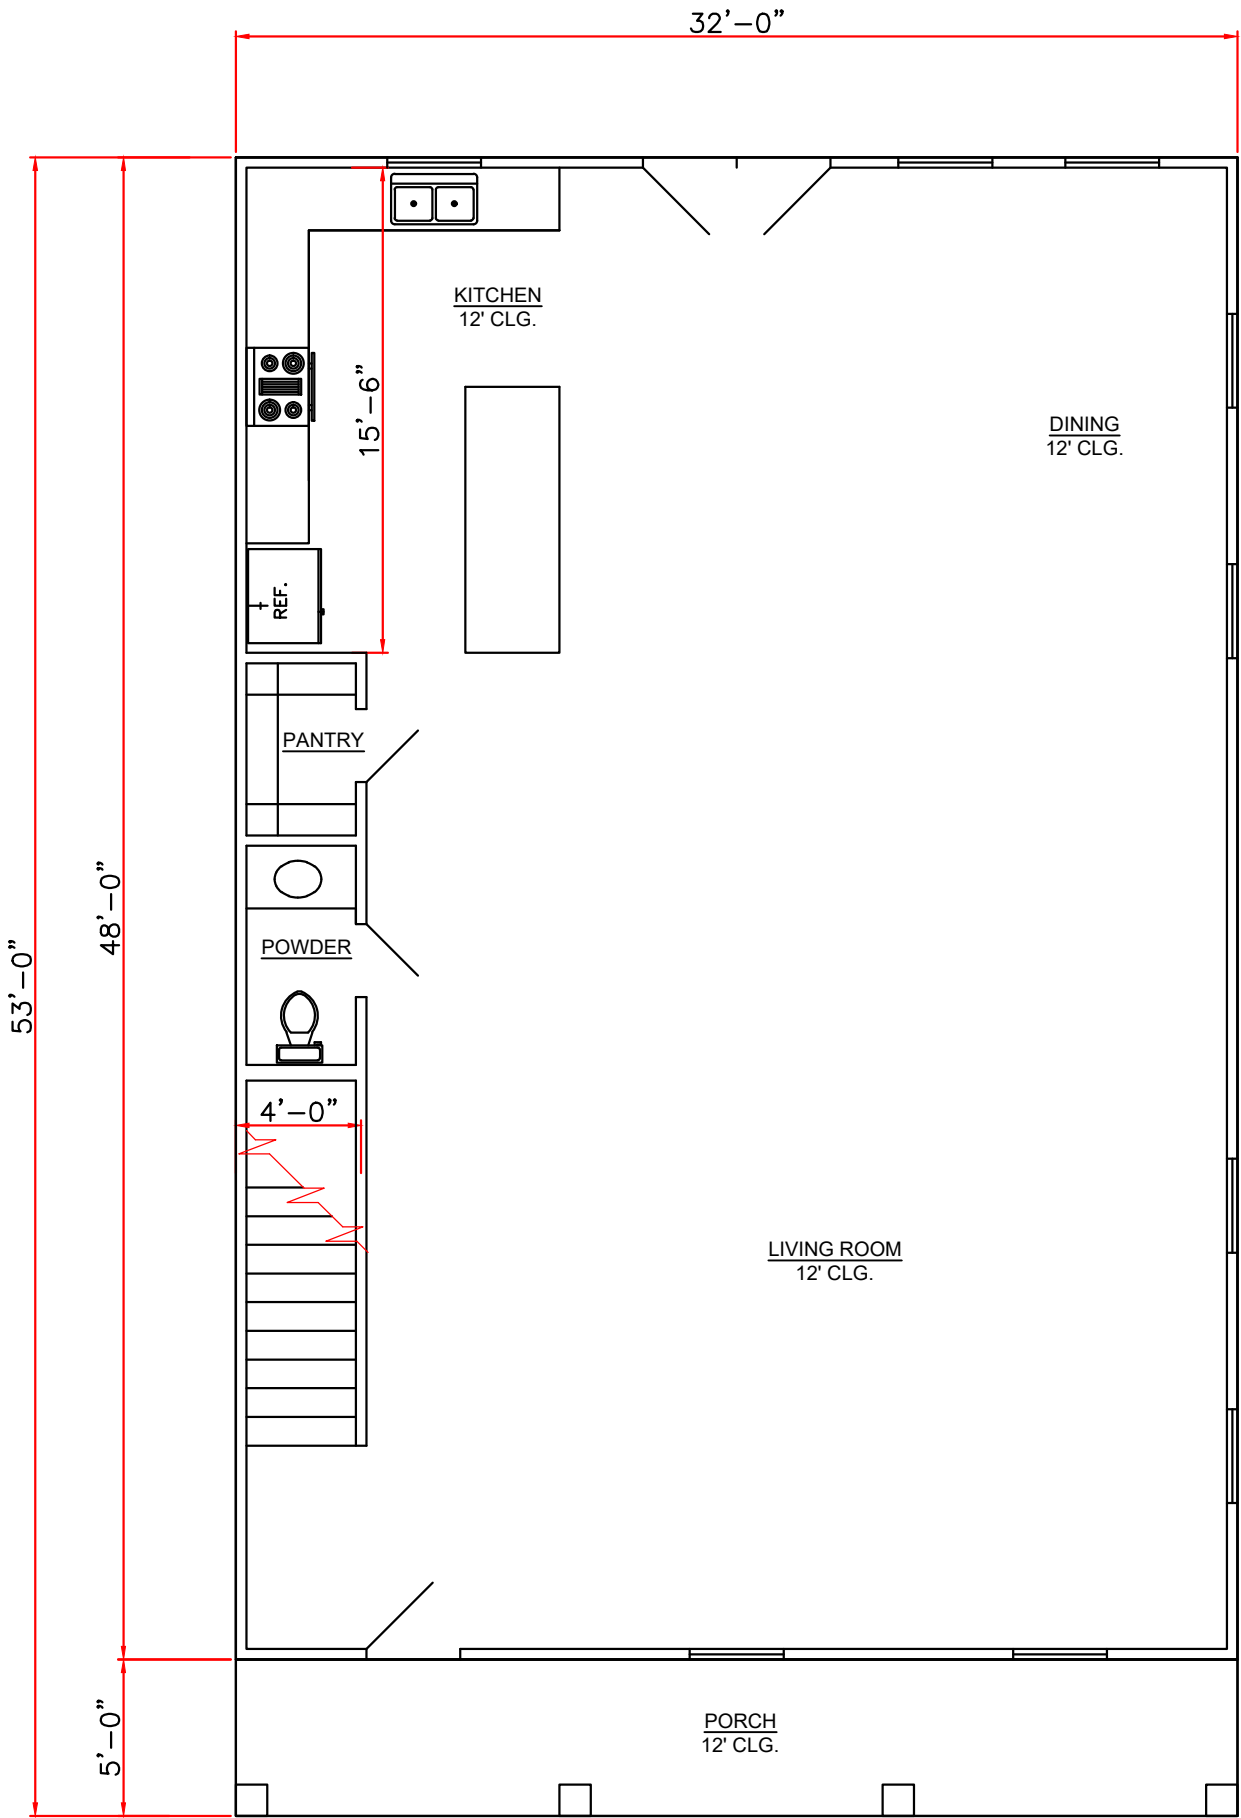 32’-0”
KITCHEN
12' CLG.
15’-6”
DINING
12' CLG.
REF.
PANTRY
48’-0”
POWDER
53’-0”
4’-0”
LIVING ROOM
12' CLG.
5’-0”
PORCH
12' CLG.